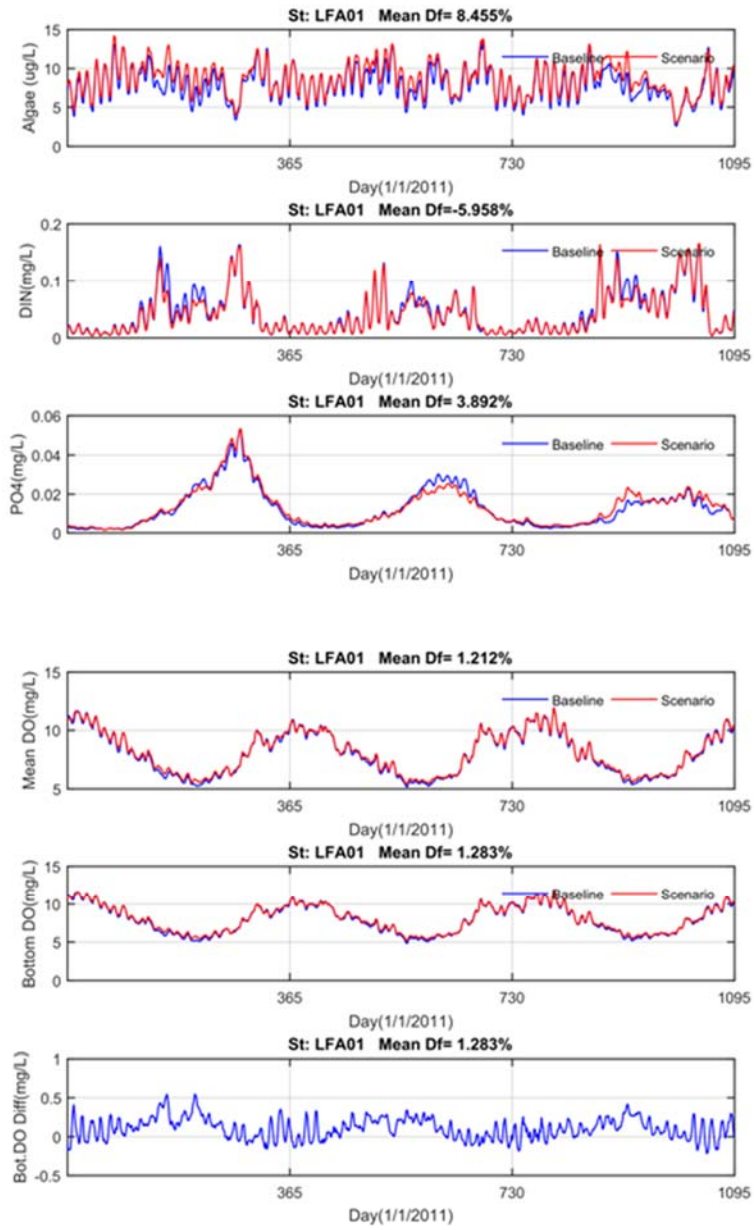 St: LFA01 Mean Df= 8.455%
15
10
5
0
Algae (ug/L)
Baseline Scenario
365 730 1095
Day(1/1/2011)
St: LFA01 Mean Df=-5.958%
0.2
0.1
0
DIN(mg/L)
Baseline Scenario
365 730 1095
Day(1/1/2011)
St: LFA01 Mean Df= 3.892%
0.06
0.04
0.02
0
PO4(mg/L)
Baseline Scenario
365 730 1095
Day(1/1/2011)
St: LFA01 Mean Df= 1.212%
15
10
5
Mean DO(mg/L)
Baseline Scenario
365 730 1095
Day(1/1/2011)
St: LFA01 Mean Df= 1.283%
15
10
5
0
Bottom DO(mg/L)
Baseline Scenario
365 730 1095
Day(1/1/2011)
St: LFA01 Mean Df= 1.283%
1
0.5
0
-0.5
Bot.DO Diff(mg/L)
365 730 1095
Day(1/1/2011)